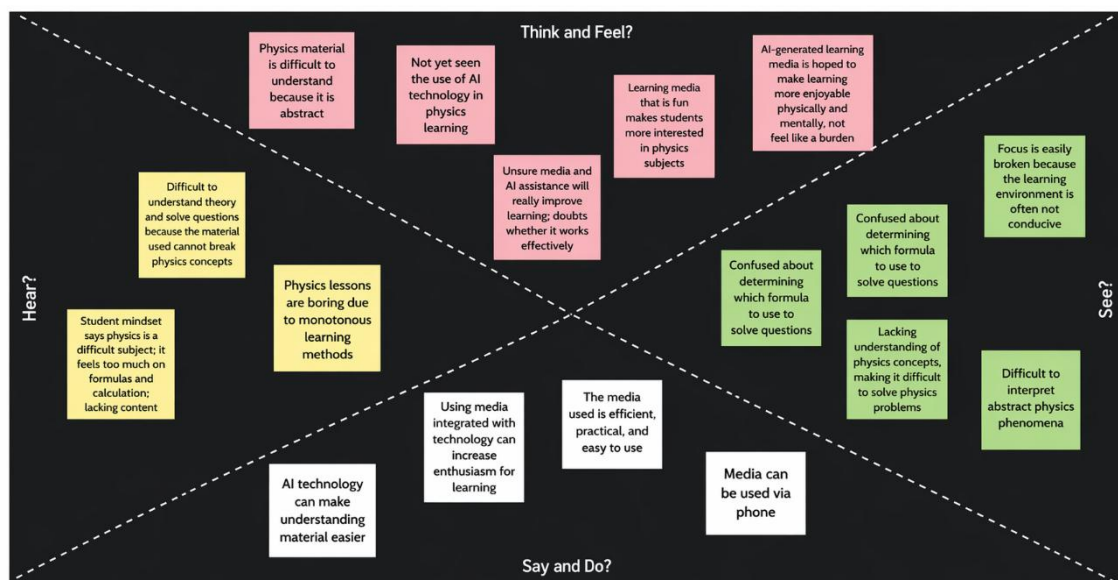 Think and Feel?
Physics material
is difficult to
understand
because it is
abstract
Not yet seen
the use of AI
technology in
physics
learning
Learning media
that is fun
makes students
more interested
in physics
subjects
AI-generated learning
media is hoped to
make learning
more enjoyable
physically and
mentally, not
feel like a burden
Unsure media and
AI assistance will
really improve
learning; doubts
whether it works
effectively
Hear?
Difficult to
understand theory
and solve questions
because the material
used cannot break
physics concepts
Physics lessons
are boring due
to monotonous
learning
methods
Student mindset
says physics is a
difficult subject; it
feels too much on
formulas and
calculation;
lacking content
See?
Focus is easily
broken because
the learning
environment is
often not
conducive
Confused about
determining
which formula
to use to
solve questions
Confused about
determining
which formula
to use to
solve questions
Lacking
understanding of
physics concepts,
making it difficult
to solve physics
problems
Difficult to
interpret
abstract physics
phenomena
The media
used is efficient,
practical, and
easy to use
Using media
integrated with
technology can
increase
enthusiasm for
learning
AI technology
can make
understanding
material easier
Media can
be used via
phone
Say and Do?